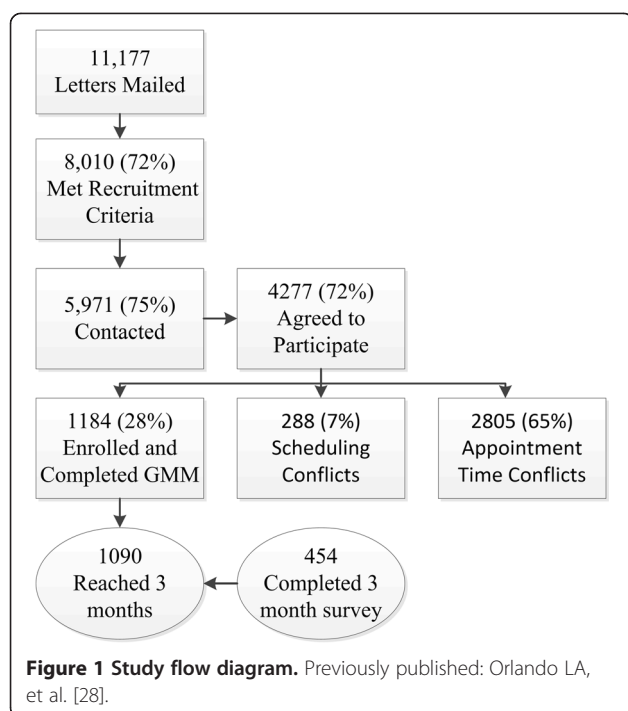 11,177
Letters Mailed
8,010 (72%)
Met Recruitment
Criteria
5,971 (75%)
Contacted
4277 (72%)
Agreed to
Participate
1184 (28%)
Enrolled and
Completed GMM
288 (7%)
Scheduling
Conflicts
2805 (65%)
Appointment
Time Conflicts
1090
Reached 3
months
454
Completed 3
month survey
Figure 1 Study flow diagram. Previously published: Orlando LA,
et al. [28].